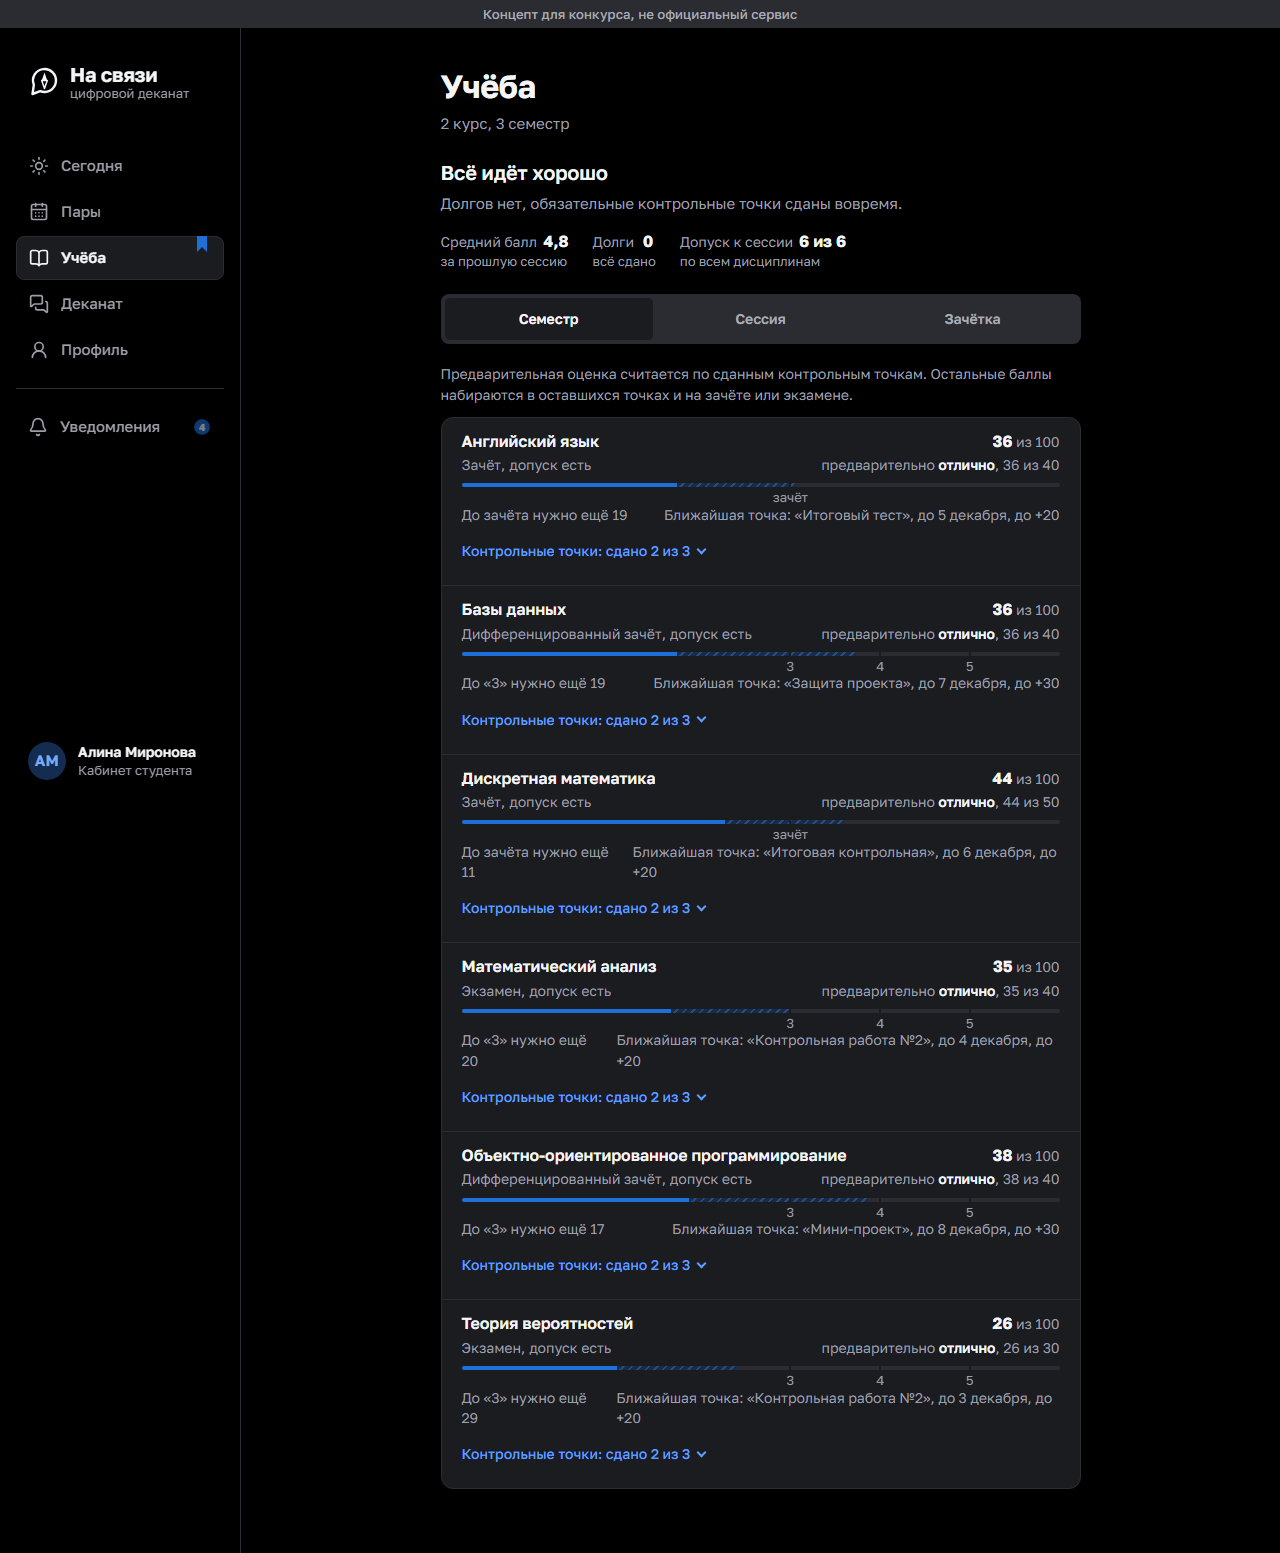 Концепт для конкурса, не официальный сервис
На связи
цифровой деканат
Сегодня
Пары
Учёба
Деканат
Профиль
Уведомления 4
Алина Миронова
АМ
Кабинет студента
Учёба
2 курс, 3 семестр
Всё идёт хорошо
Долгов нет, обязательные контрольные точки сданы вовремя.
Средний балл 4,8 Долги 0 Допуск к сессии 6 из 6
за прошлую сессию всё сдано по всем дисциплинам
Семестр Сессия Зачётка
Предварительная оценка считается по сданным контрольным точкам. Остальные баллы
набираются в оставшихся точках и на зачёте или экзамене.
Английский язык 36 из 100
Зачёт, допуск есть предварительно отлично, 36 из 40
зачёт
До зачёта нужно ещё 19 Ближайшая точка: «Итоговый тест», до 5 декабря, до +20
Контрольные точки: сдано 2 из 3
Базы данных 36 из 100
Дифференцированный зачёт, допуск есть предварительно отлично, 36 из 40
3 4 5
До «3» нужно ещё 19 Ближайшая точка: «Защита проекта», до 7 декабря, до +30
Контрольные точки: сдано 2 из 3
Дискретная математика 44 из 100
Зачёт, допуск есть предварительно отлично, 44 из 50
зачёт
До зачёта нужно ещё Ближайшая точка: «Итоговая контрольная», до 6 декабря, до
11 +20
Контрольные точки: сдано 2 из 3
Математический анализ 35 из 100
Экзамен, допуск есть предварительно отлично, 35 из 40
3 4 5
До «3» нужно ещё Ближайшая точка: «Контрольная работа №2», до 4 декабря, до
20 +20
Контрольные точки: сдано 2 из 3
Объектно-ориентированное программирование 38 из 100
Дифференцированный зачёт, допуск есть предварительно отлично, 38 из 40
3 4 5
До «3» нужно ещё 17 Ближайшая точка: «Мини-проект», до 8 декабря, до +30
Контрольные точки: сдано 2 из 3
Теория вероятностей 26 из 100
Экзамен, допуск есть предварительно отлично, 26 из 30
3 4 5
До «3» нужно ещё Ближайшая точка: «Контрольная работа №2», до 3 декабря, до
29 +20
Контрольные точки: сдано 2 из 3